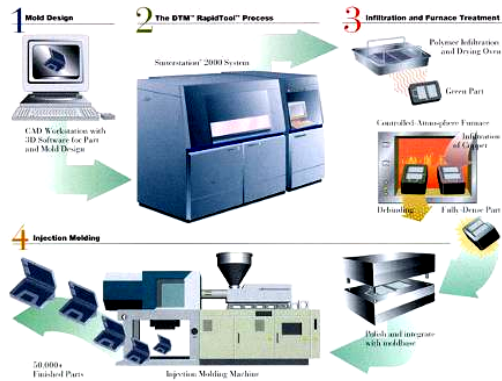 1 Mold Design
2 The DTM™ RapidTool™ Process
3 Infiltration and Furnace Treatment
Sinterstation® 2000 System
Polymer Infiltration
and Drying Oven
Green Part
CAD Workstation with
3D Software for Part
and Mold Design
Controlled-Atmosphere Furnace
Infiltration
of Copper
Debinding
Fully-Dense Part
4 Injection Molding
Polish and integrate
with moldbase
50,000+
Finished Parts
Injection Molding Machine